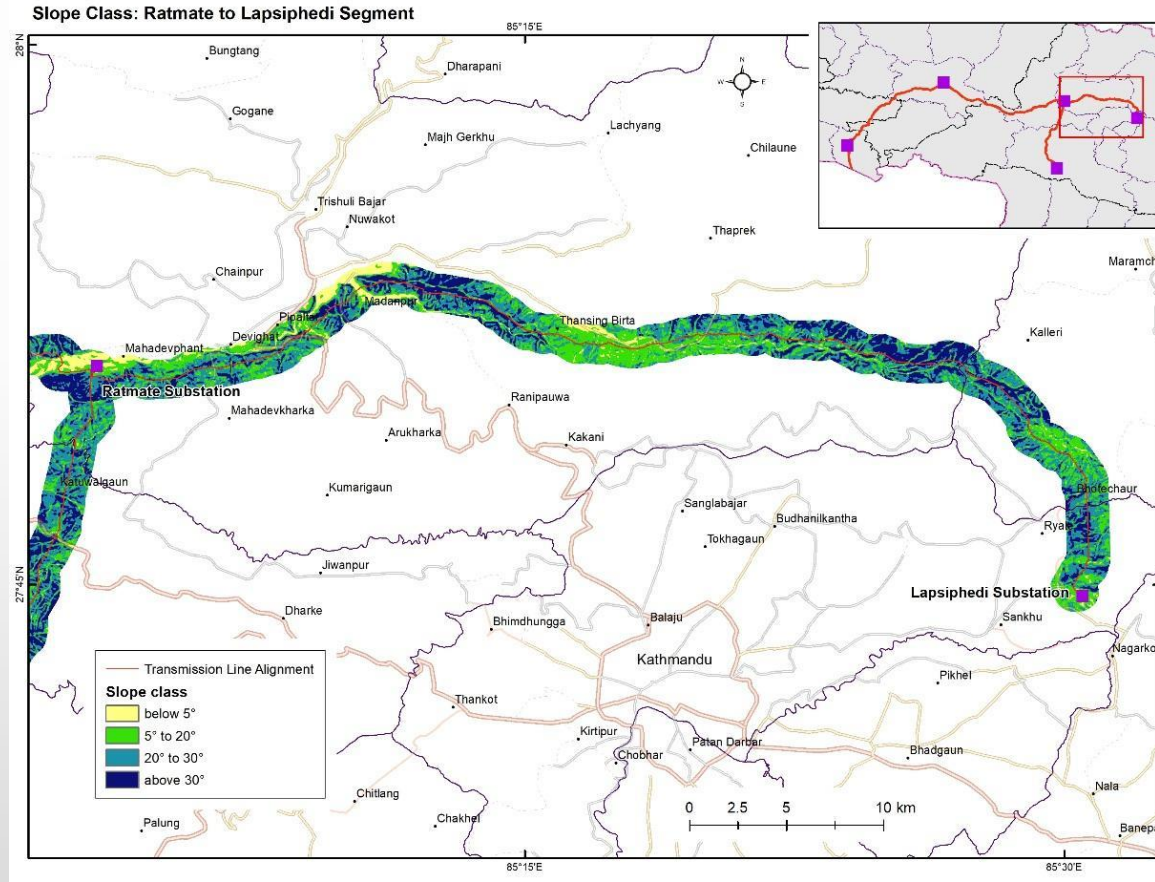 Slope Class: Ratmate to Lapsiphedi Segment
85°15'E
28°N
Bungtang
Dharapani
N
W E
S
Gogane
Lachyang
Majh Gerkhu
Chilaune
Trishuli Bajar
Nuwakot
Thaprek
Maramch
Chainpur
Madanpur
Pipaltar
Thansing Birta
Kalleri
Devighat
Mahadevphant
Ratmate Substation
Ranipauwa
Mahadevkharka
Arukharka
Kakani
Katuwalgaun
Kumarigaun
Bhotechaur
Sanglabajar
Budhanilkantha
Tokhagaun
27°45'N
Jiwanpur
Lapsiphedi Substation
Dharke
Bhimdhungga
Balaju
Sankhu
Kathmandu
Nagarko
Pikhel
Transmission Line Alignment
Slope class
below 5°
5° to 20°
20° to 30°
above 30°
Thankot
Kirtipur
Patan Darbar
Chobhar
Bhadgaun
Chitlang
Nala
0 2.5 5 10 km
Palung
Chakhel
Banepa
85°15'E
85°30'E